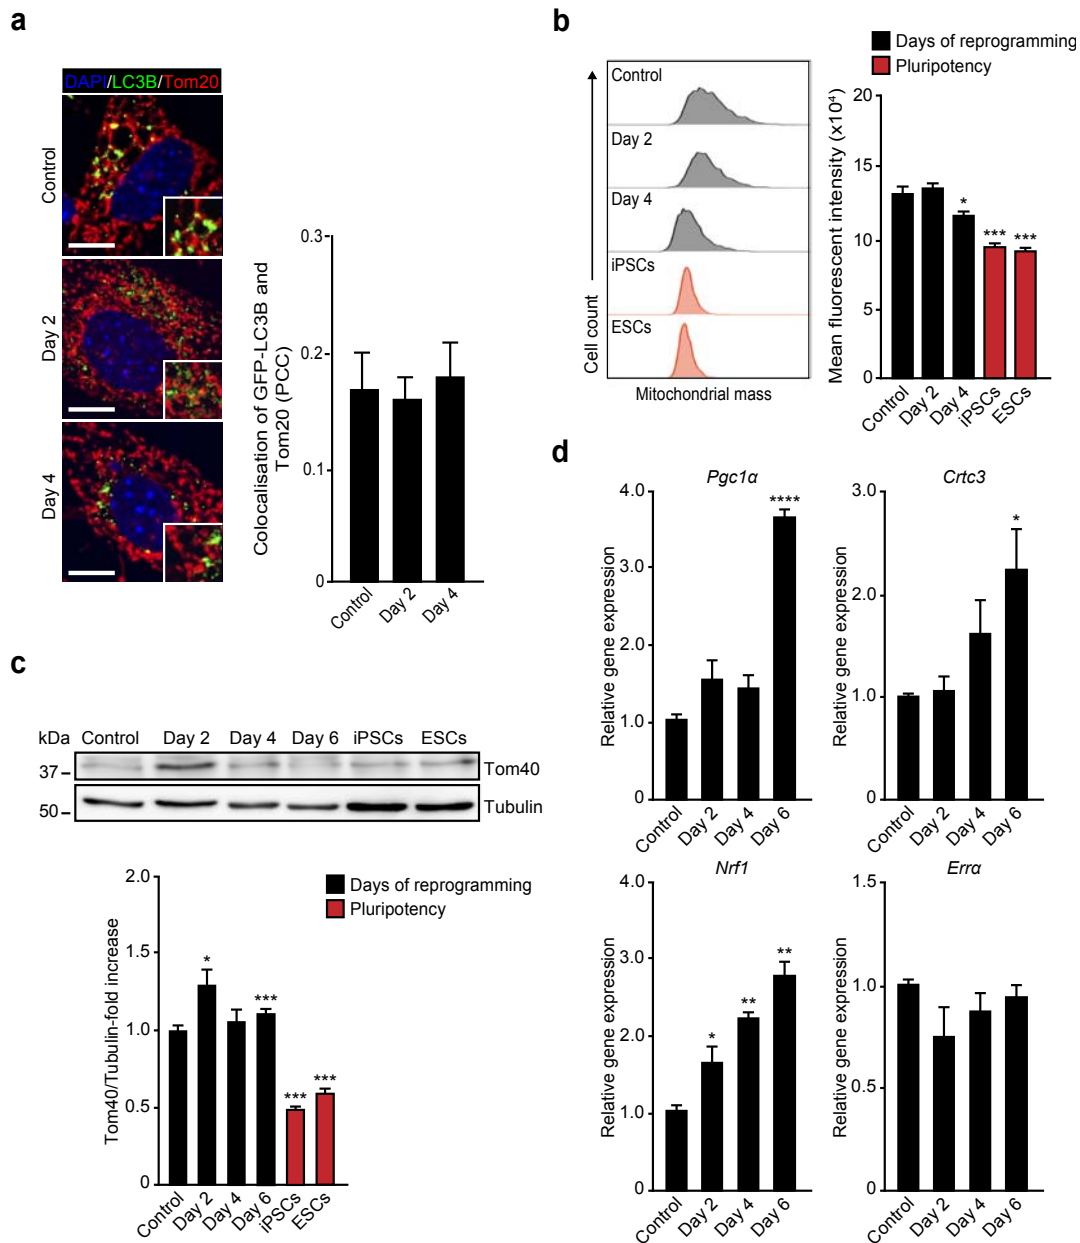 a
DAPI/LC3B/Tom20
Control
Day 2
Day 4
Colocalisation of GFP-LC3B and
Tom20 (PCC)
0.3
0.2
0.1
0
Control
Day 2
Day 4
b
Days of reprogramming
Pluripotency
Cell count
Control
Day 2
Day 4
iPSCs
ESCs
Mitochondrial mass
Mean fluorescent intensity (x10⁴)
20
15
10
5
0
*
***
***
Control
Day 2
Day 4
iPSCs
ESCs
c
kDa
Control Day 2 Day 4 Day 6 iPSCs ESCs
37
Tom40
50
Tubulin
Days of reprogramming
Pluripotency
Tom40/Tubulin-fold increase
2.0
1.5
1.0
0.5
0
*
***
***
***
Control
Day 2
Day 4
Day 6
iPSCs
ESCs
d
Pgc1α
Relative gene expression
4.0
3.0
2.0
1.0
0
****
Control
Day 2
Day 4
Day 6
Crtc3
Relative gene expression
3.0
2.0
1.0
0
*
Control
Day 2
Day 4
Day 6
Nrf1
Relative gene expression
4.0
3.0
2.0
1.0
0
*
**
**
Control
Day 2
Day 4
Day 6
Errα
Relative gene expression
1.5
1.0
0.5
0
Control
Day 2
Day 4
Day 6